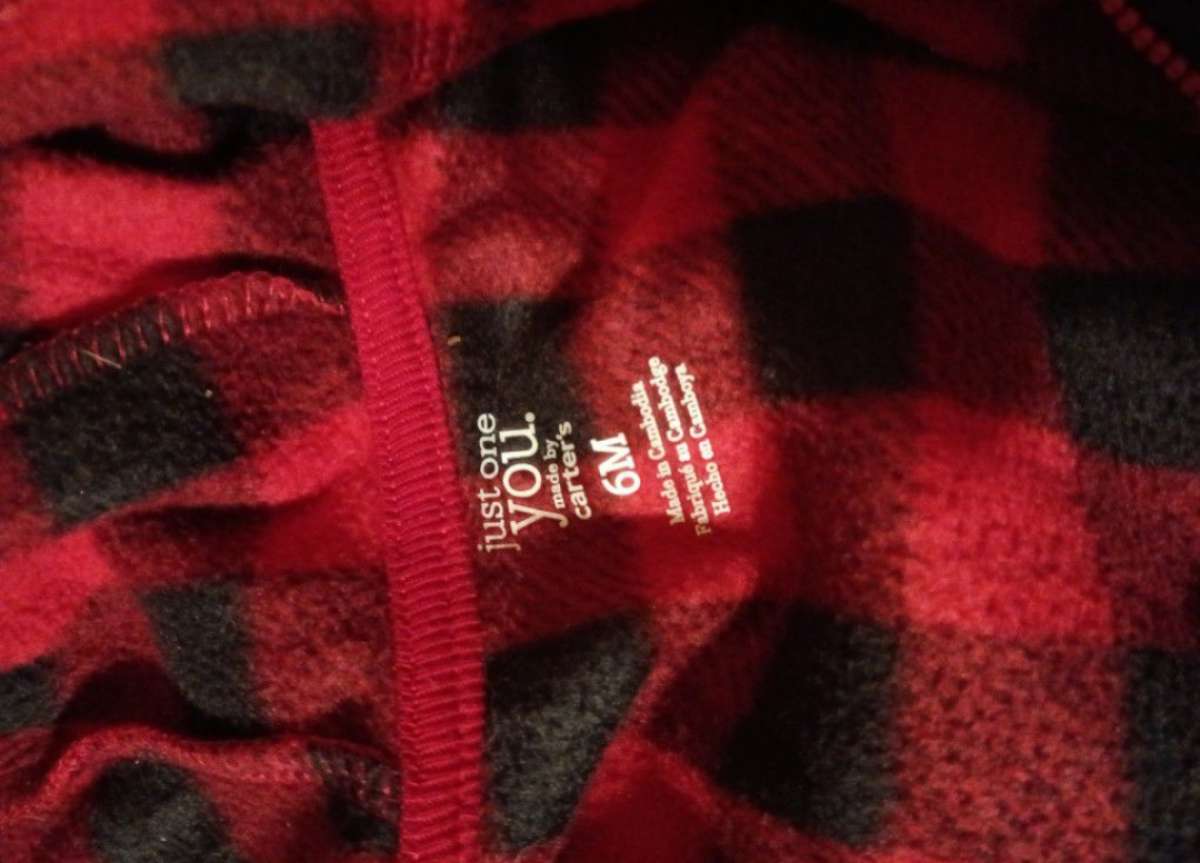 just one
you.
made by
carter's
6M
Made in Cambodia
Fabriqué au Cambodge
Hecho en Camboya